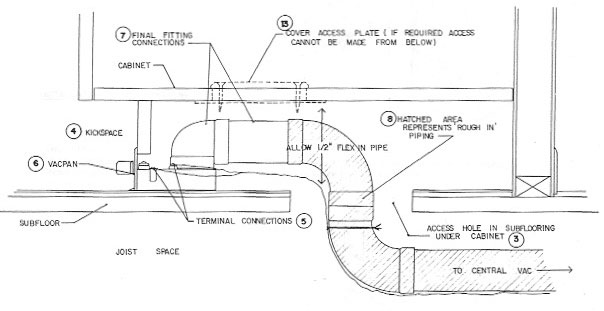 13 COVER ACCESS PLATE ( IF REQUIRED ACCESS
CANNOT BE MADE FROM BELOW)
7 FINAL FITTING
CONNECTIONS
CABINET
8 HATCHED AREA
REPRESENTS 'ROUGH IN'
PIPING
4 KICKSPACE
ALLOW 1/2" FLEX IN PIPE
6 VACPAN
SUBFLOOR
TERMINAL CONNECTIONS 5
ACCESS HOLE IN SUBFLOORING
UNDER CABINET 3
JOIST SPACE
TO CENTRAL VAC